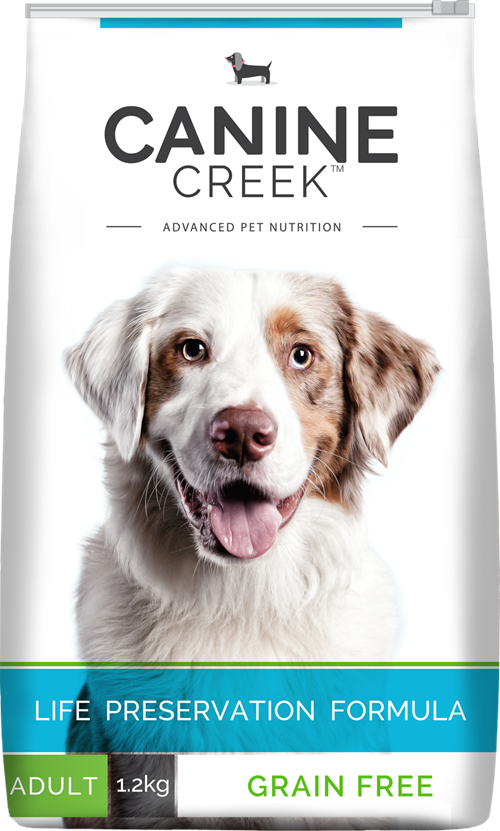 CANINE
CREEK™
ADVANCED PET NUTRITION
LIFE PRESERVATION FORMULA
ADULT 1.2kg GRAIN FREE